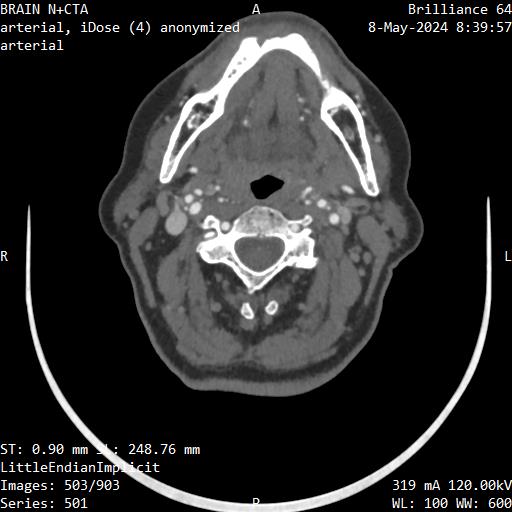 BRAIN N+CTA
A
Brilliance 64
arterial, iDose (4) anonymized
8-May-2024 8:39:57
arterial
R
L
ST: 0.90 mm SL: 248.76 mm
LittleEndianImplicit
Images: 503/903
319 mA 120.00kV
Series: 501
P
WL: 100 WW: 600